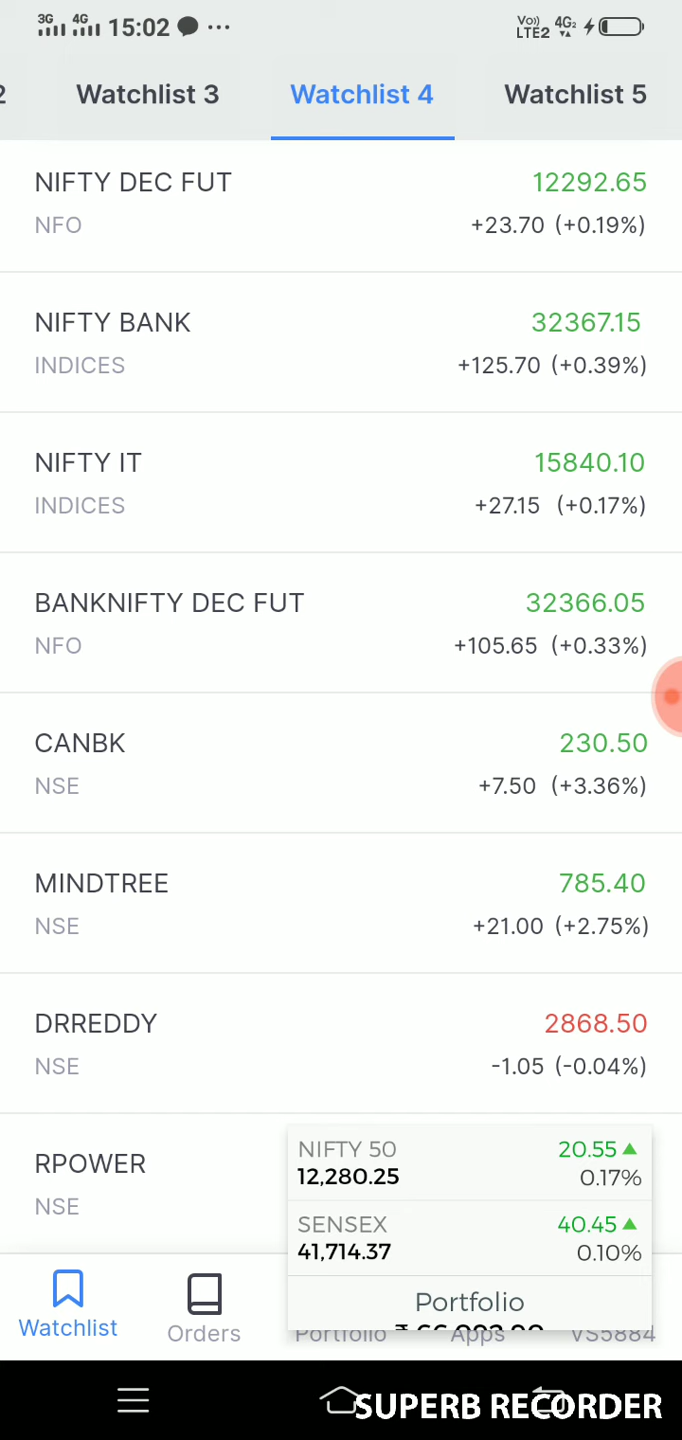 3G 4G 15:02 ... Vo)) LTE2 4G2
2 Watchlist 3 Watchlist 4 Watchlist 5
NIFTY DEC FUT 12292.65
NFO +23.70 (+0.19%)
NIFTY BANK 32367.15
INDICES +125.70 (+0.39%)
NIFTY IT 15840.10
INDICES +27.15 (+0.17%)
BANKNIFTY DEC FUT 32366.05
NFO +105.65 (+0.33%)
CANBK 230.50
NSE +7.50 (+3.36%)
MINDTREE 785.40
NSE +21.00 (+2.75%)
DRREDDY 2868.50
NSE -1.05 (-0.04%)
RPOWER
NSE
NIFTY 50 20.55
12,280.25 0.17%
SENSEX 40.45
41,714.37 0.10%
Portfolio
Watchlist Orders Portfolio Apps VS5884
SUPERB RECORDER